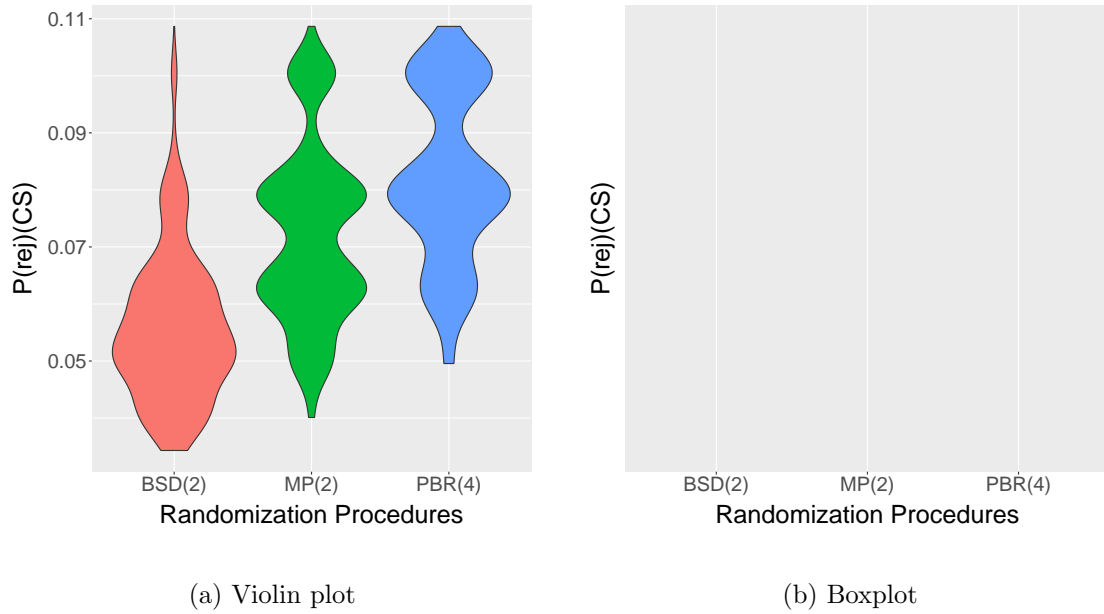 P(rej)(CS)
0.11
0.09
0.07
0.05
BSD(2) MP(2) PBR(4)
Randomization Procedures
(a) Violin plot
P(rej)(CS)
BSD(2) MP(2) PBR(4)
Randomization Procedures
(b) Boxplot